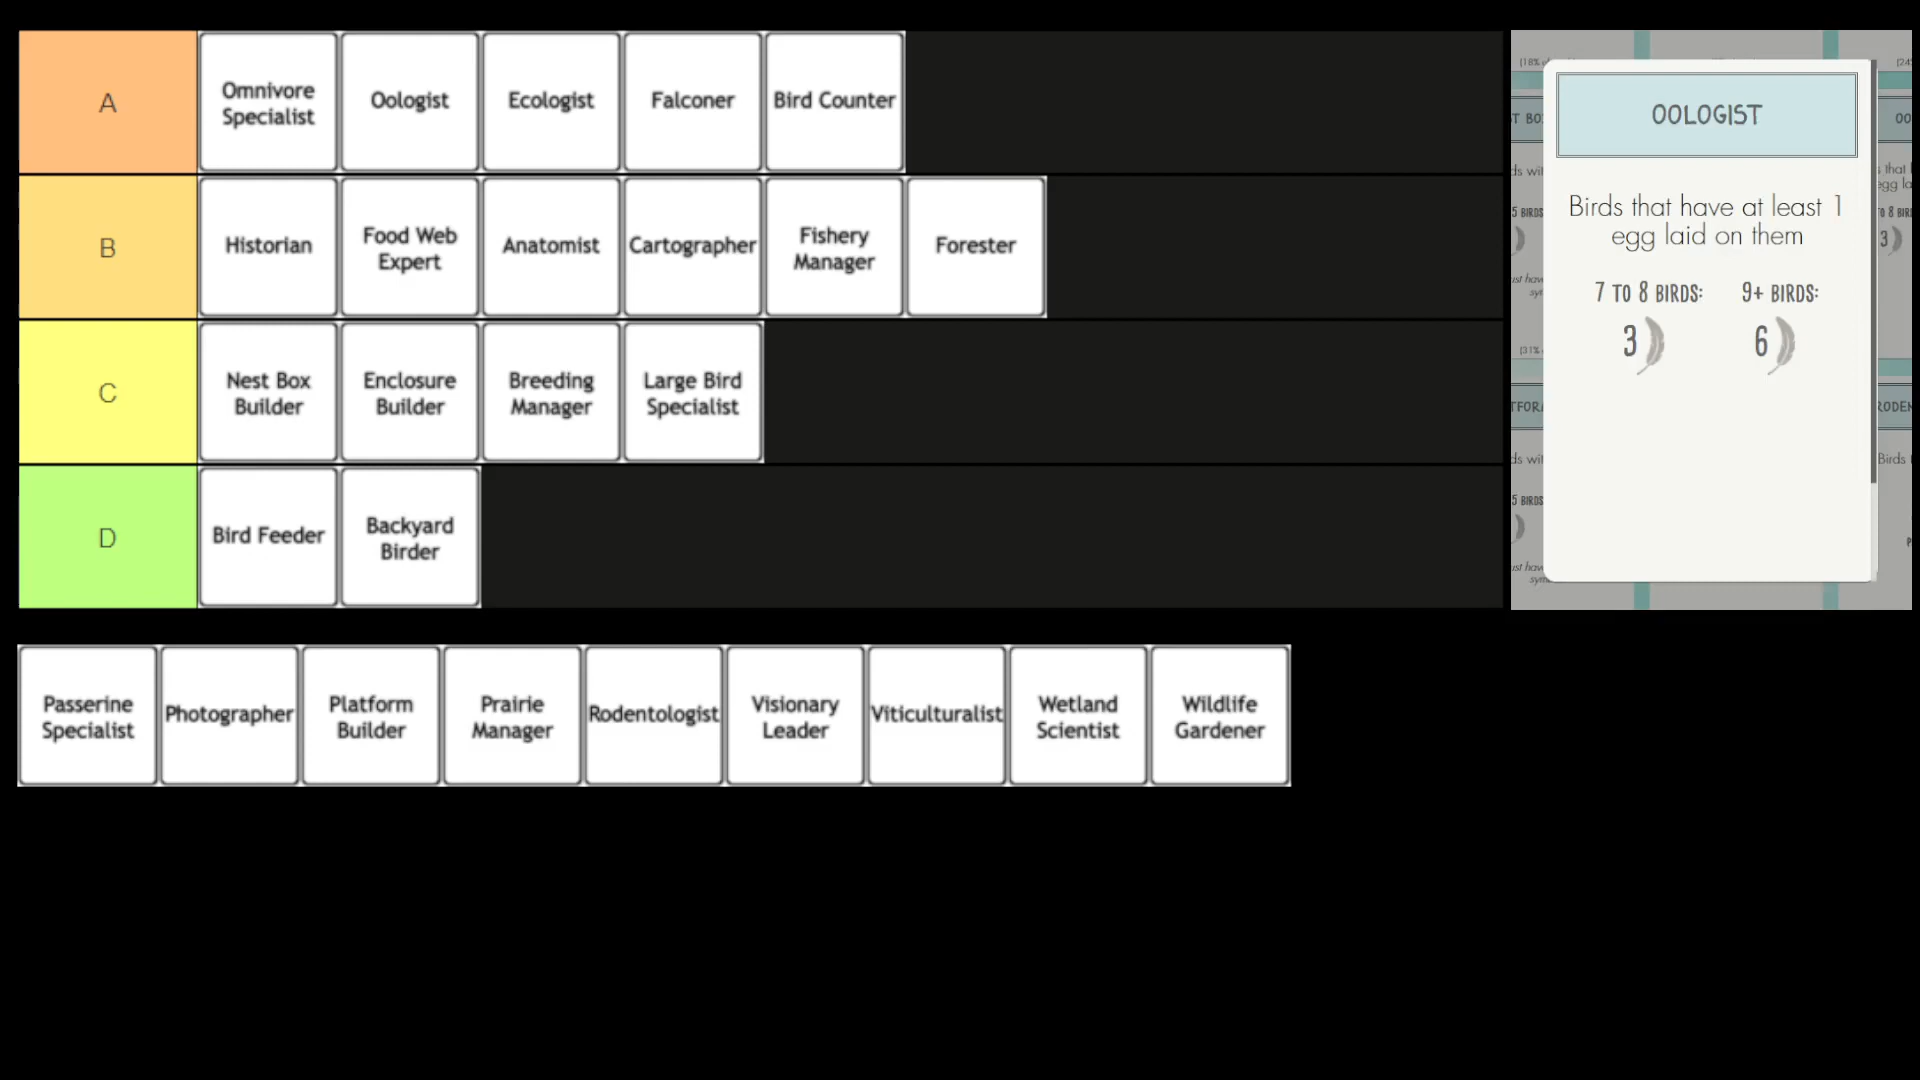 A
Omnivore
Specialist
Oologist
Ecologist
Falconer
Bird Counter
B
Historian
Food Web
Expert
Anatomist
Cartographer
Fishery
Manager
Forester
C
Nest Box
Builder
Enclosure
Builder
Breeding
Manager
Large Bird
Specialist
D
Bird Feeder
Backyard
Birder
OOLOGIST
Birds that have at least 1
egg laid on them
7 TO 8 BIRDS: 9+ BIRDS:
3 6
Passerine
Specialist
Photographer
Platform
Builder
Prairie
Manager
Rodentologist
Visionary
Leader
Viticulturalist
Wetland
Scientist
Wildlife
Gardener